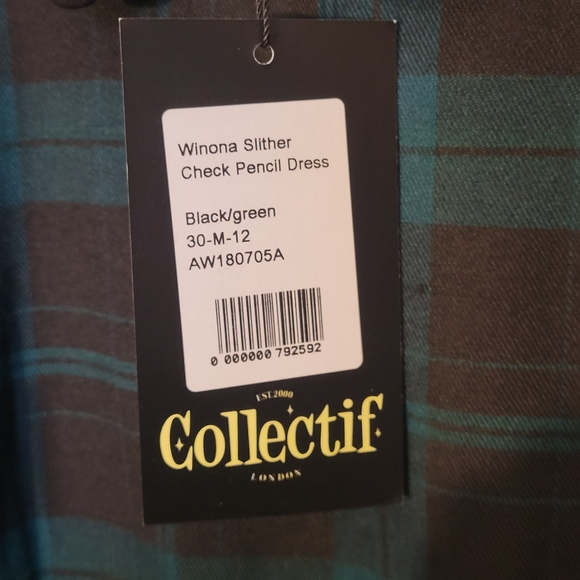 Winona Slither
Check Pencil Dress
Black/green
30-M-12
AW180705A
0 000000 792592
EST. 2000
Collectif
LONDON